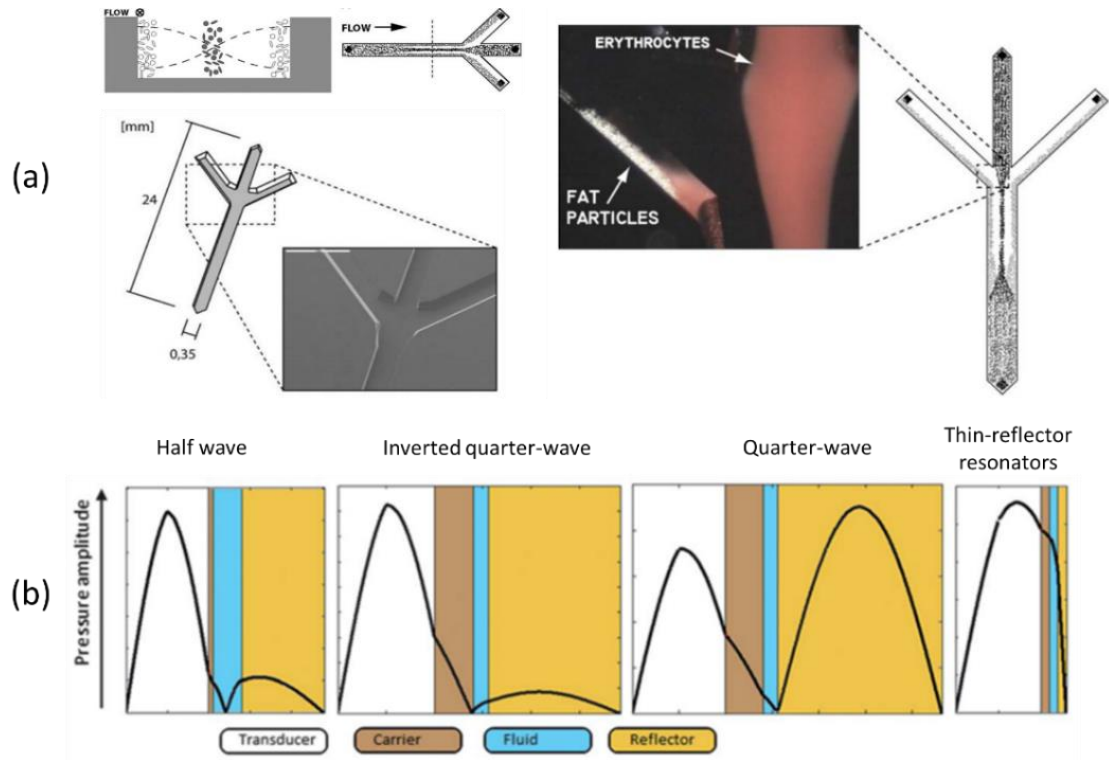 FLOW ⊗
FLOW
(a)
[mm]
24
0,35
ERYTHROCYTES
FAT
PARTICLES
(b)
Half wave
Inverted quarter-wave
Quarter-wave
Thin-reflector
resonators
Pressure amplitude
Transducer
Carrier
Fluid
Reflector